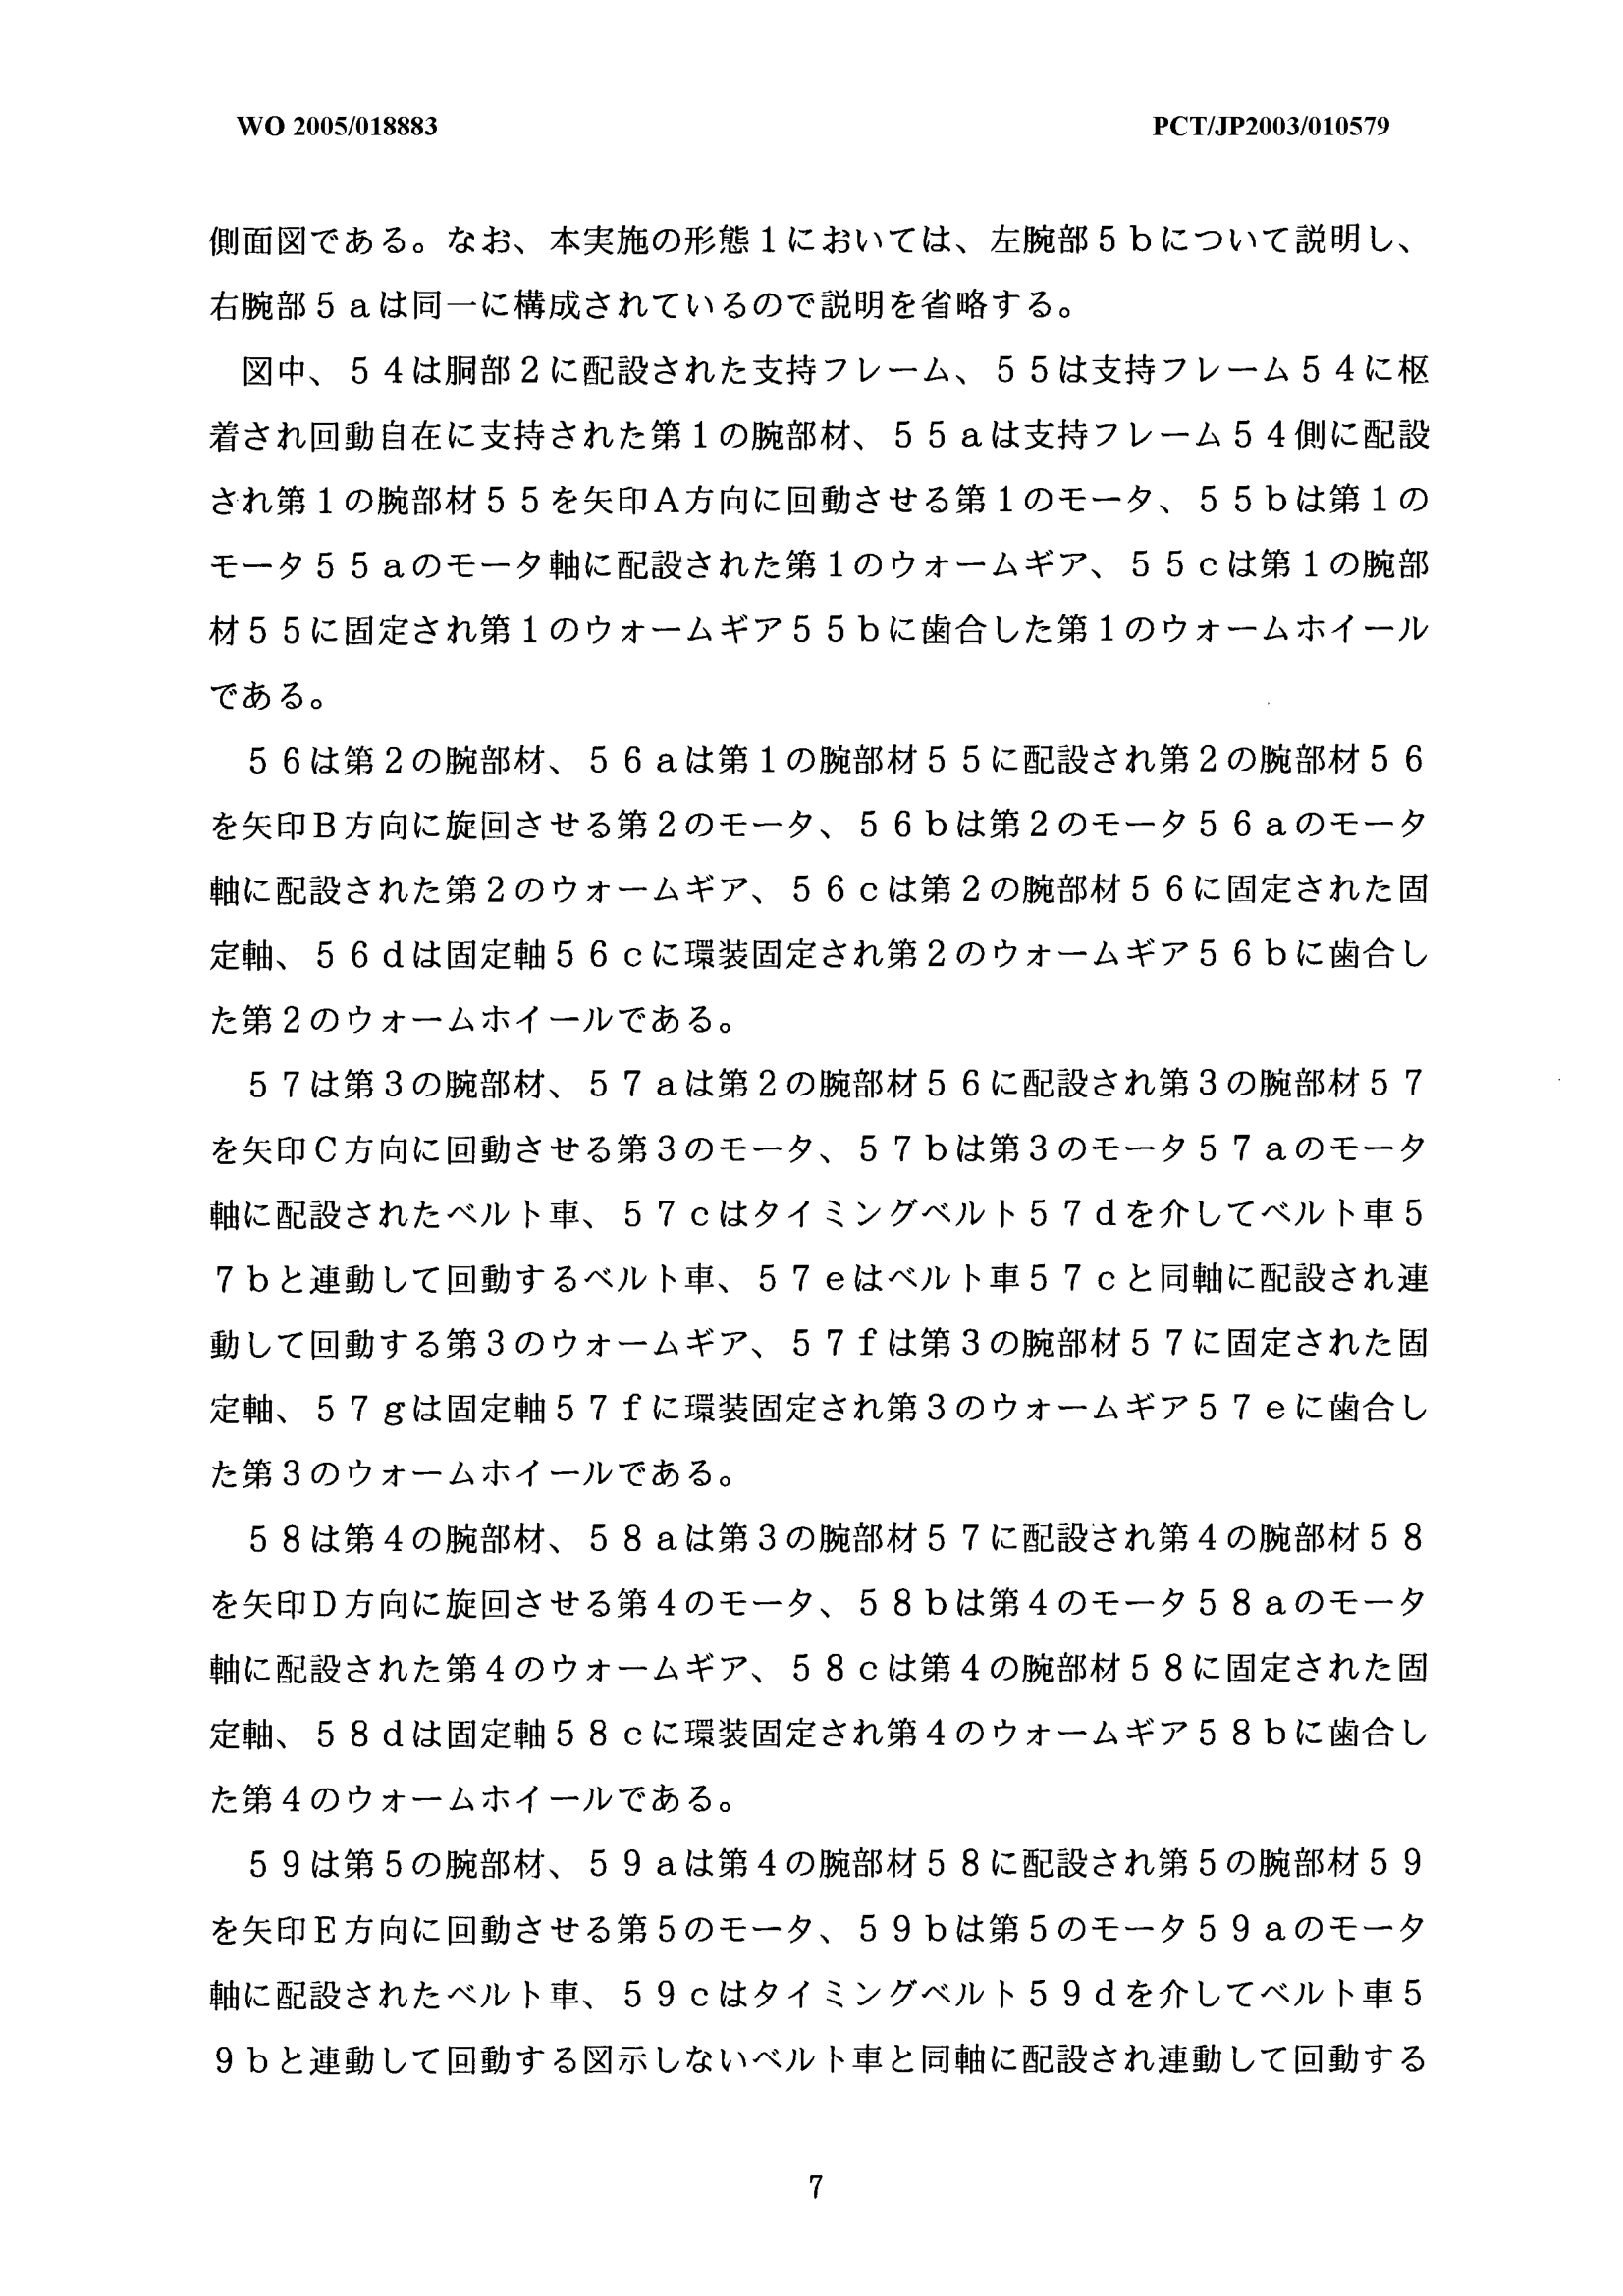 WO 2005/018883 PCT/JP2003/010579
側面図である。なお、本実施の形態1においては、左腕部5bについて説明し、
右腕部5aは同一に構成されているので説明を省略する。
図中、54は胴部2に配設された支持フレーム、55は支持フレーム54に枢
着され回動自在に支持された第1の腕部材、55aは支持フレーム54側に配設
され第1の腕部材55を矢印A方向に回動させる第1のモータ、55bは第1の
モータ55aのモータ軸に配設された第1のウォームギア、55cは第1の腕部
材55に固定され第1のウォームギア55bに歯合した第1のウォームホイール
である。
56は第2の腕部材、56aは第1の腕部材55に配設され第2の腕部材56
を矢印B方向に旋回させる第2のモータ、56bは第2のモータ56aのモータ
軸に配設された第2のウォームギア、56cは第2の腕部材56に固定された固
定軸、56dは固定軸56cに環装固定され第2のウォームギア56bに歯合し
た第2のウォームホイールである。
57は第3の腕部材、57aは第2の腕部材56に配設され第3の腕部材57
を矢印C方向に回動させる第3のモータ、57bは第3のモータ57aのモータ
軸に配設されたベルト車、57cはタイミングベルト57dを介してベルト車5
7bと連動して回動するベルト車、57eはベルト車57cと同軸に配設され連
動して回動する第3のウォームギア、57fは第3の腕部材57に固定された固
定軸、57gは固定軸57fに環装固定され第3のウォームギア57eに歯合し
た第3のウォームホイールである。
58は第4の腕部材、58aは第3の腕部材57に配設され第4の腕部材58
を矢印D方向に旋回させる第4のモータ、58bは第4のモータ58aのモータ
軸に配設された第4のウォームギア、58cは第4の腕部材58に固定された固
定軸、58dは固定軸58cに環装固定され第4のウォームギア58bに歯合し
た第4のウォームホイールである。
59は第5の腕部材、59aは第4の腕部材58に配設され第5の腕部材59
を矢印E方向に回動させる第5のモータ、59bは第5のモータ59aのモータ
軸に配設されたベルト車、59cはタイミングベルト59dを介してベルト車5
9bと連動して回動する図示しないベルト車と同軸に配設され連動して回動する
7